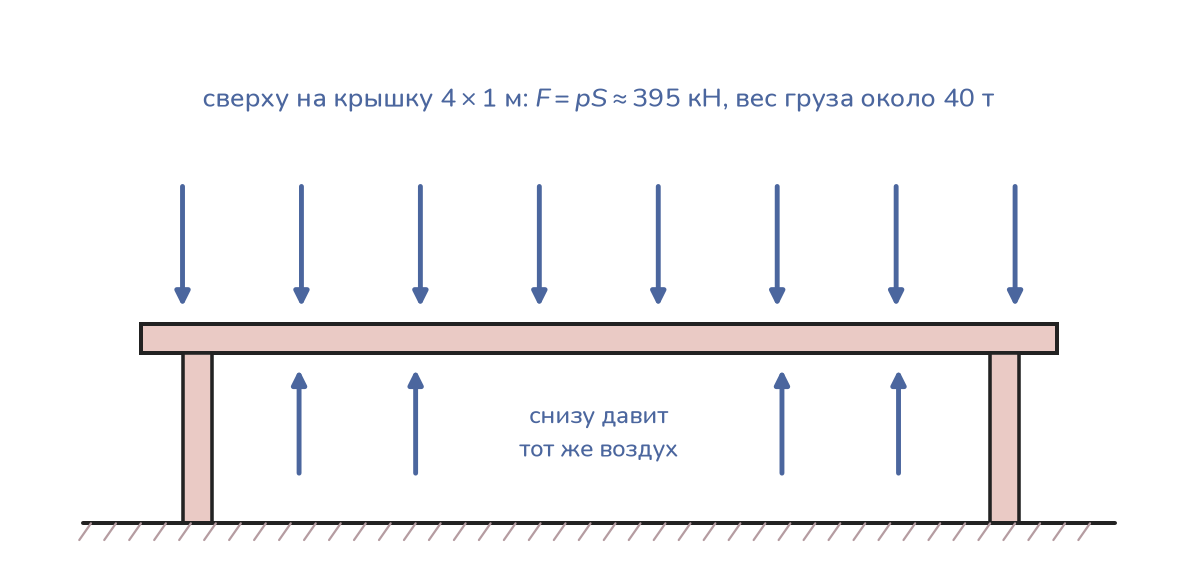 сверху на крышку 4 × 1 м: F = pS ≈ 395 кН, вес груза около 40 т
снизу давит
тот же воздух